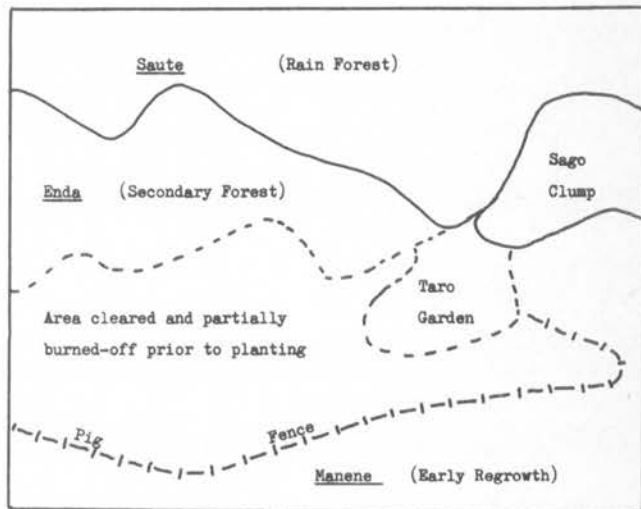 Saute (Rain Forest)
Sago
Clump
Enda (Secondary Forest)
Taro
Garden
Area cleared and partially
burned-off prior to planting
Pig Fence
Manene (Early Regrowth)